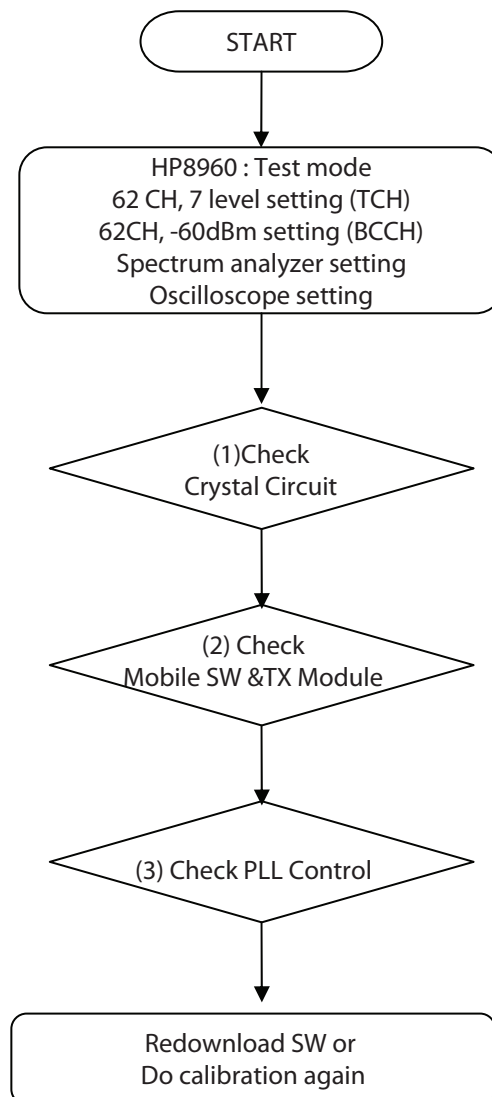 START
HP8960 : Test mode
62 CH, 7 level setting (TCH)
62CH, -60dBm setting (BCCH)
Spectrum analyzer setting
Oscilloscope setting
(1)Check
Crystal Circuit
(2) Check
Mobile SW &TX Module
(3) Check PLL Control
Redownload SW or
Do calibration again